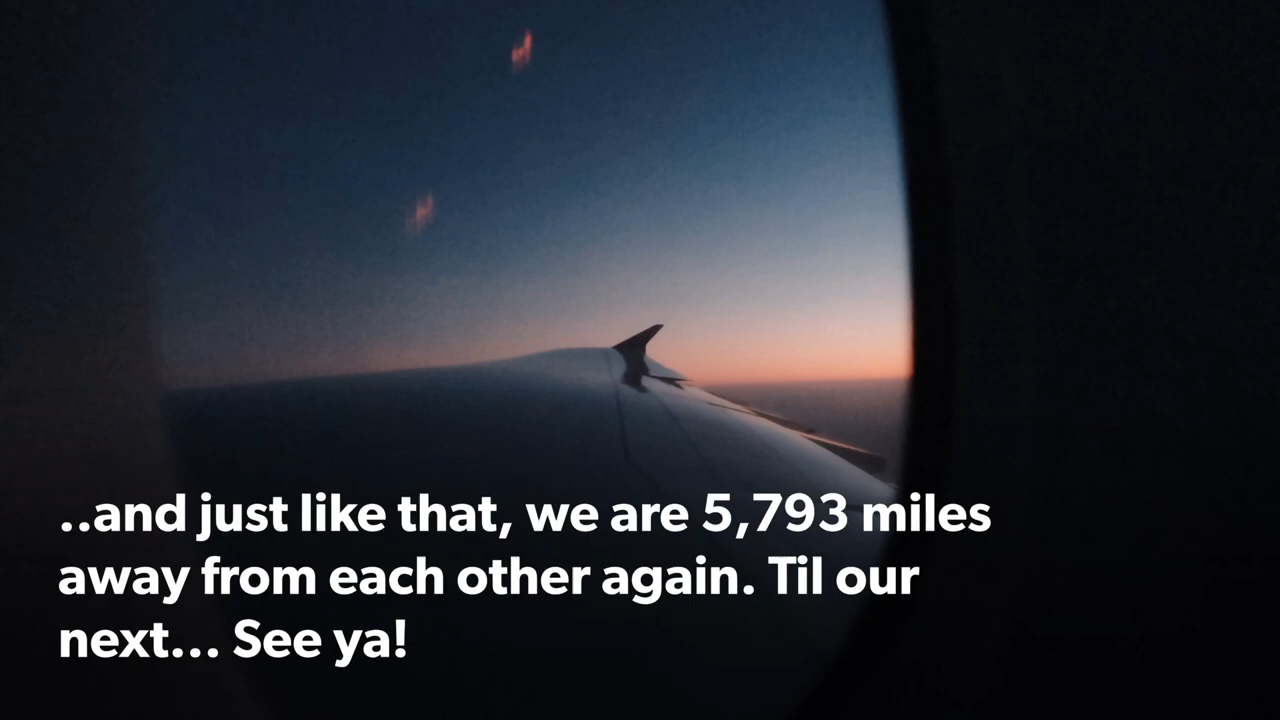 ..and just like that, we are 5,793 miles
away from each other again. Til our
next... See ya!